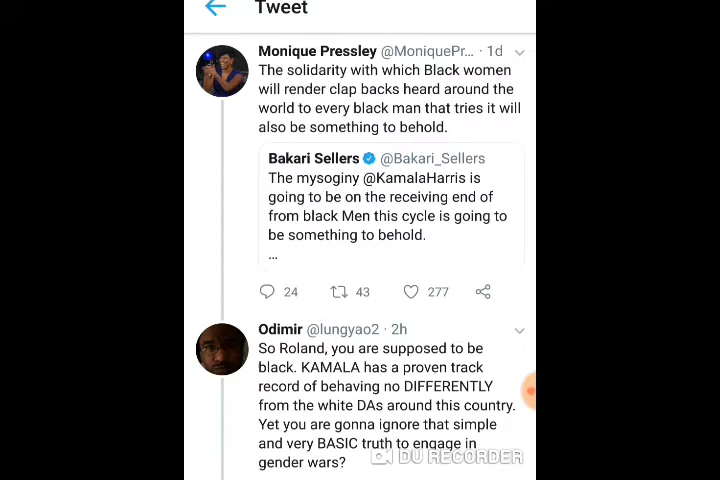 Tweet
Monique Pressley @MoniquePr... · 1d
The solidarity with which Black women
will render clap backs heard around the
world to every black man that tries it will
also be something to behold.
Bakari Sellers @Bakari_Sellers
The mysoginy @KamalaHarris is
going to be on the receiving end of
from black Men this cycle is going to
be something to behold.
...
24 43 277
Odimir @lungyao2 · 2h
So Roland, you are supposed to be
black. KAMALA has a proven track
record of behaving no DIFFERENTLY
from the white DAs around this country.
Yet you are gonna ignore that simple
and very BASIC truth to engage in
gender wars?
DU RECORDER